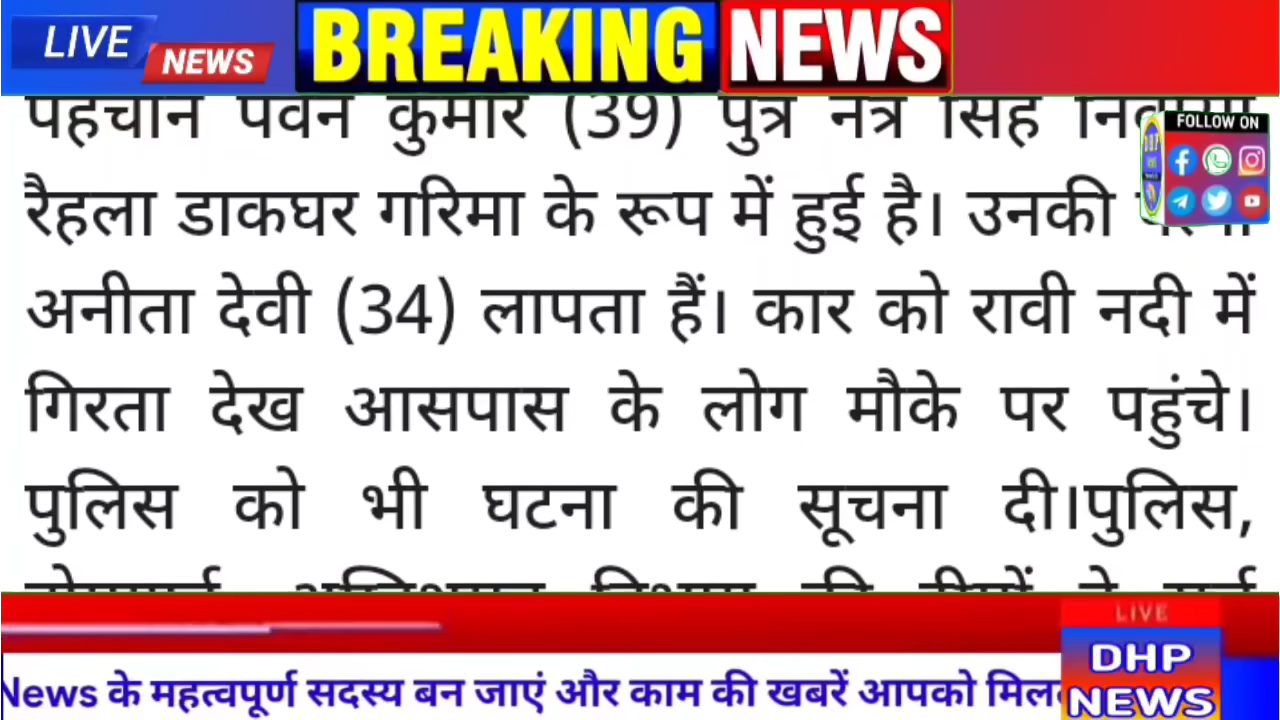 LIVE
NEWS
BREAKING NEWS
FOLLOW ON
पहचान पवन कुमार (39) पुत्र नेत्र सिंह
रैहला डाकघर गरिमा के रूप में हुई है। उनकी
अनीता देवी (34) लापता हैं। कार को रावी नदी में
गिरता देख आसपास के लोग मौके पर पहुंचे।
पुलिस को भी घटना की सूचना दी।पुलिस,
LIVE
DHP
NEWS
News के महत्वपूर्ण सदस्य बन जाएं और काम की खबरें आपको